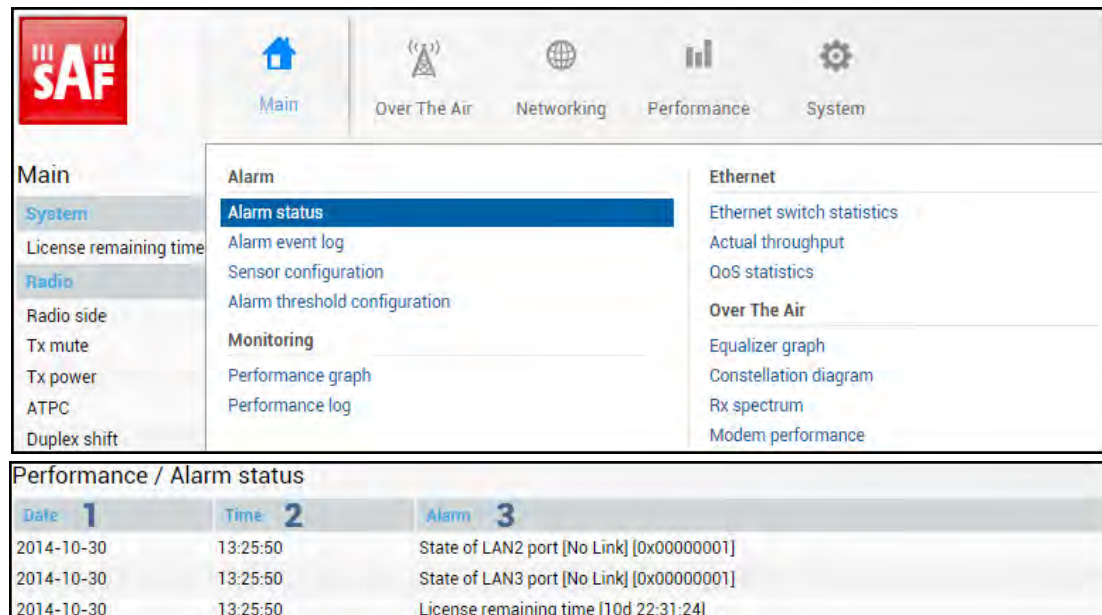 SAF
Main
Over The Air
Networking
Performance
System
Main
System
License remaining time
Radio
Radio side
Tx mute
Tx power
ATPC
Duplex shift
Alarm
Alarm status
Alarm event log
Sensor configuration
Alarm threshold configuration
Monitoring
Performance graph
Performance log
Ethernet
Ethernet switch statistics
Actual throughput
QoS statistics
Over The Air
Equalizer graph
Constellation diagram
Rx spectrum
Modem performance
Performance / Alarm status
Date 1 Time 2 Alarm 3
2014-10-30 13:25:50 State of LAN2 port [No Link] [0x00000001]
2014-10-30 13:25:50 State of LAN3 port [No Link] [0x00000001]
2014-10-30 13:25:50 License remaining time [10d 22:31:24]